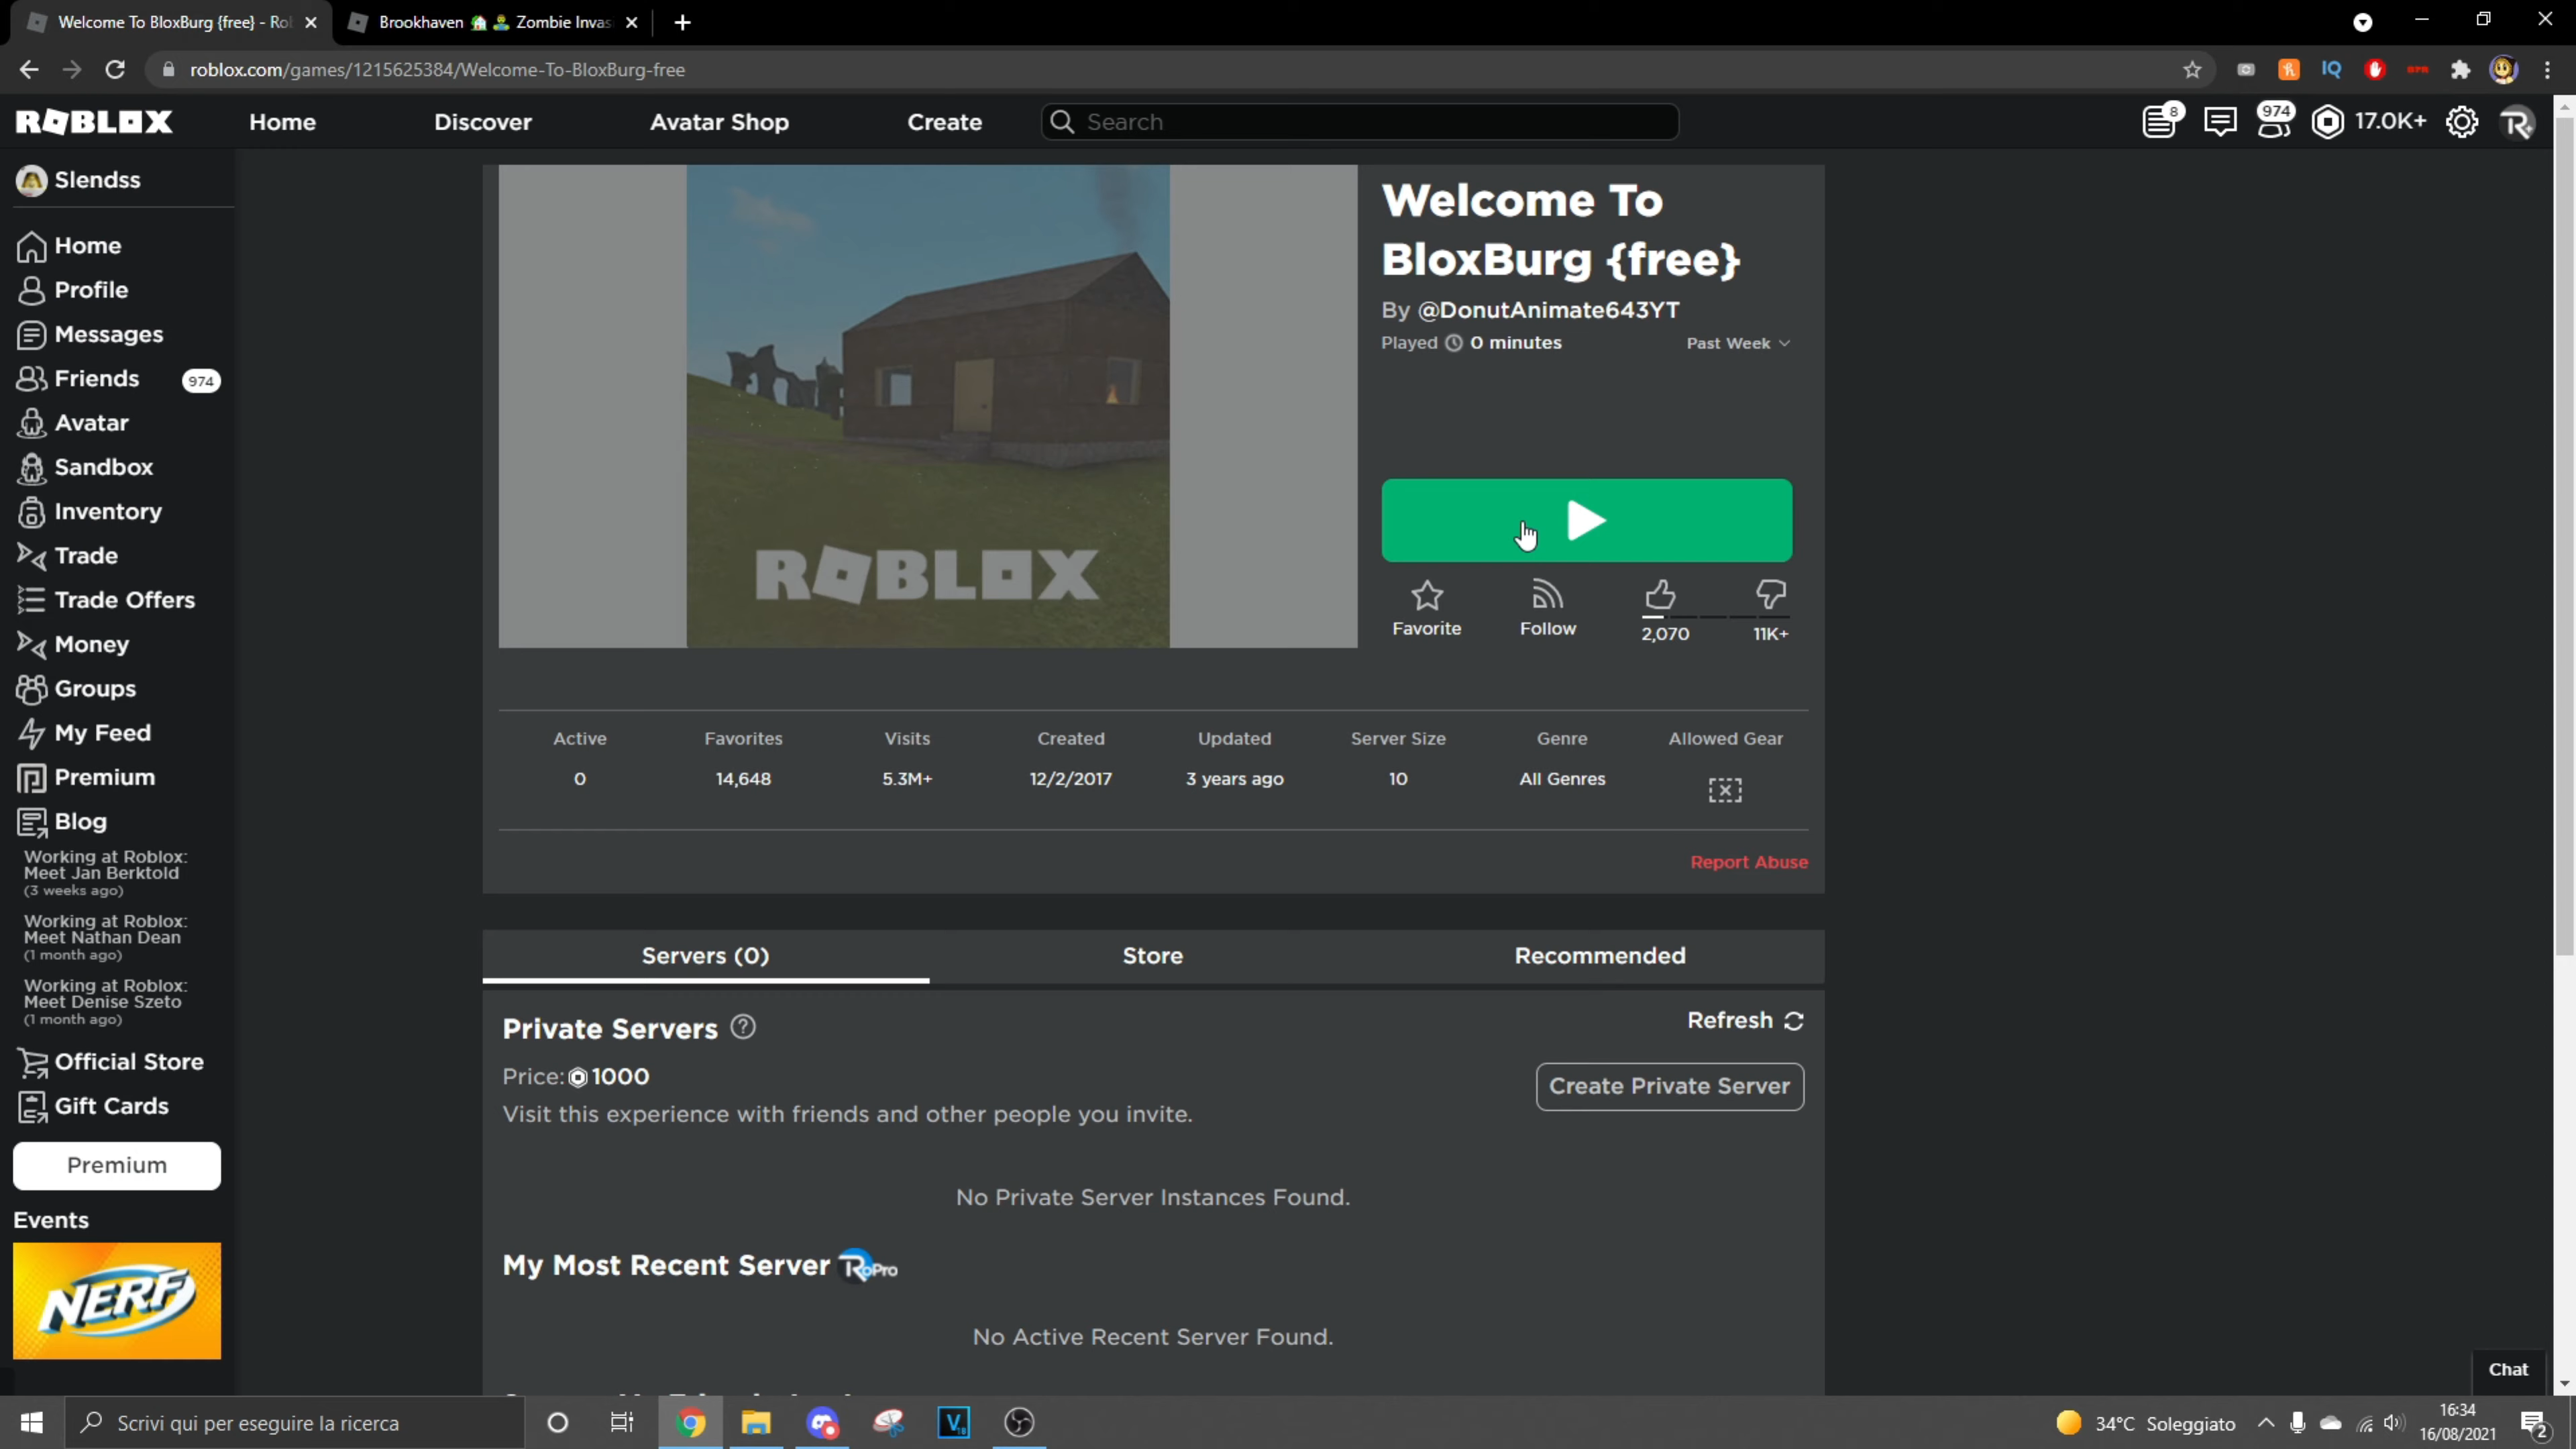 Welcome To BloxBurg {free} - Ro
Brookhaven 🏡🧟‍♂️ Zombie Invas
roblox.com/games/1215625384/Welcome-To-BloxBurg-free
IQ
ROBLOX
Home
Discover
Avatar Shop
Create
Search
8
974
17.0K+
Slendss
Home
Profile
Messages
Friends
974
Avatar
Sandbox
Inventory
Trade
Trade Offers
Money
Groups
My Feed
Premium
Blog
Working at Roblox:
Meet Jan Berktold
(3 weeks ago)
Working at Roblox:
Meet Nathan Dean
(1 month ago)
Working at Roblox:
Meet Denise Szeto
(1 month ago)
Official Store
Gift Cards
Premium
Events
NERF
ROBLOX
Welcome To
BloxBurg {free}
By @DonutAnimate643YT
Played 0 minutes
Past Week
Favorite
Follow
2,070
11K+
Active
Favorites
Visits
Created
Updated
Server Size
Genre
Allowed Gear
0
14,648
5.3M+
12/2/2017
3 years ago
10
All Genres
Report Abuse
Servers (0)
Store
Recommended
Private Servers
Refresh
Price: 1000
Create Private Server
Visit this experience with friends and other people you invite.
No Private Server Instances Found.
My Most Recent Server RoPro
No Active Recent Server Found.
Chat
Scrivi qui per eseguire la ricerca
34°C Soleggiato
16:34
16/08/2021
2